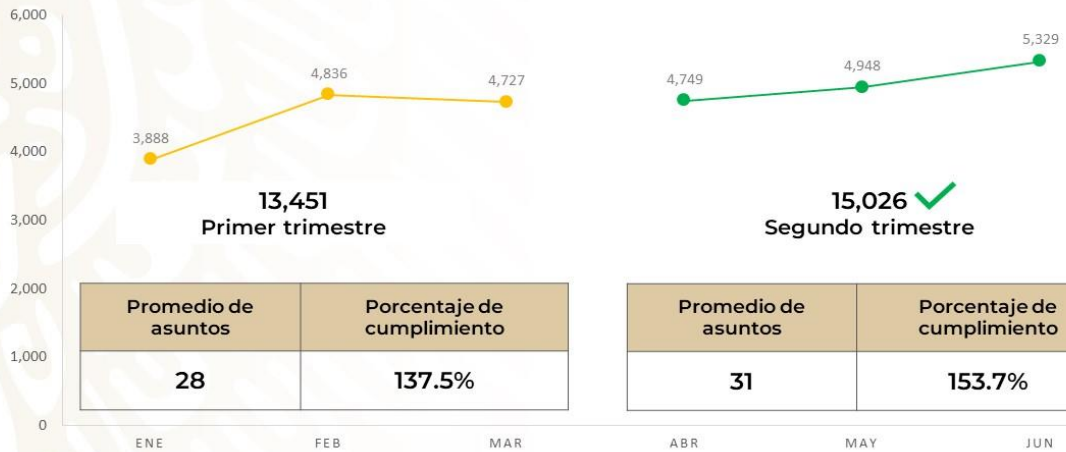 6,000
5,000
4,000
3,000
2,000
1,000
0
3,888
4,836
4,727
4,749
4,948
5,329
13,451
Primer trimestre
15,026
Segundo trimestre
Promedio de
asuntos
Porcentaje de
cumplimiento
28
137.5%
Promedio de
asuntos
Porcentaje de
cumplimiento
31
153.7%
ENE
FEB
MAR
ABR
MAY
JUN